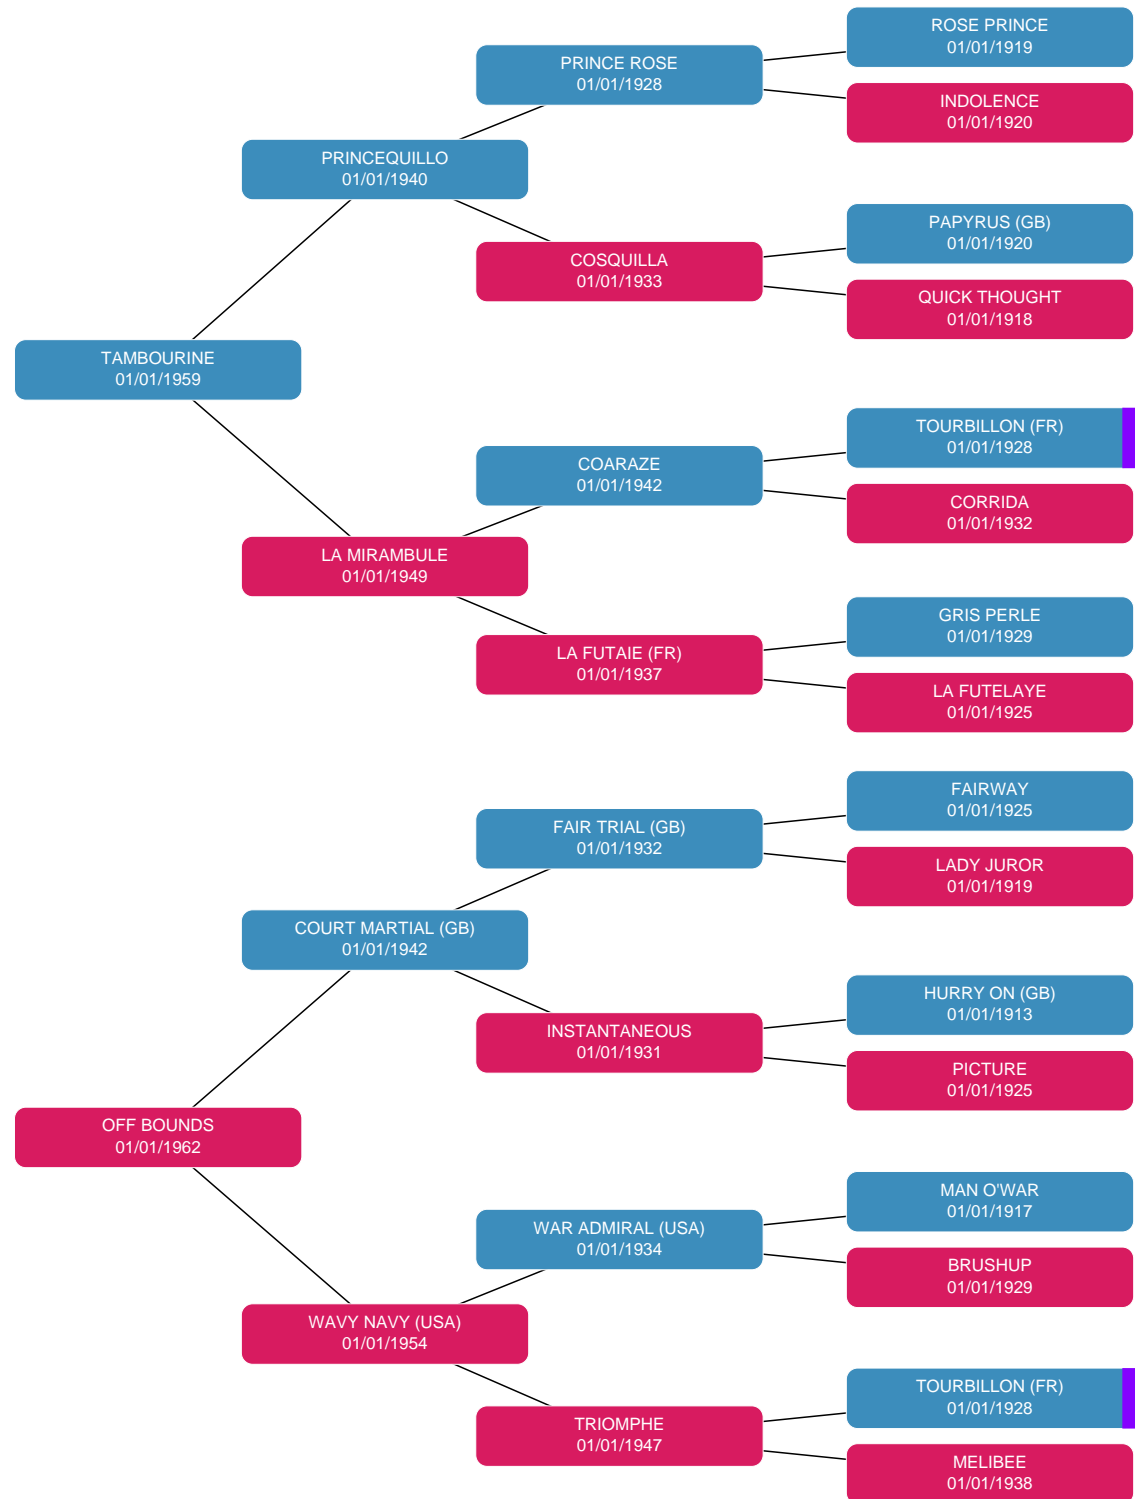 ROSE PRINCE
01/01/1919
PRINCE ROSE
01/01/1928
INDOLENCE
01/01/1920
PRINCEQUILLO
01/01/1940
PAPYRUS (GB)
01/01/1920
COSQUILLA
01/01/1933
QUICK THOUGHT
01/01/1918
TAMBOURINE
01/01/1959
TOURBILLON (FR)
01/01/1928
COARAZE
01/01/1942
CORRIDA
01/01/1932
LA MIRAMBULE
01/01/1949
GRIS PERLE
01/01/1929
LA FUTAIE (FR)
01/01/1937
LA FUTELAYE
01/01/1925
FAIRWAY
01/01/1925
FAIR TRIAL (GB)
01/01/1932
LADY JUROR
01/01/1919
COURT MARTIAL (GB)
01/01/1942
HURRY ON (GB)
01/01/1913
INSTANTANEOUS
01/01/1931
PICTURE
01/01/1925
OFF BOUNDS
01/01/1962
MAN O'WAR
01/01/1917
WAR ADMIRAL (USA)
01/01/1934
BRUSHUP
01/01/1929
WAVY NAVY (USA)
01/01/1954
TOURBILLON (FR)
01/01/1928
TRIOMPHE
01/01/1947
MELIBEE
01/01/1938